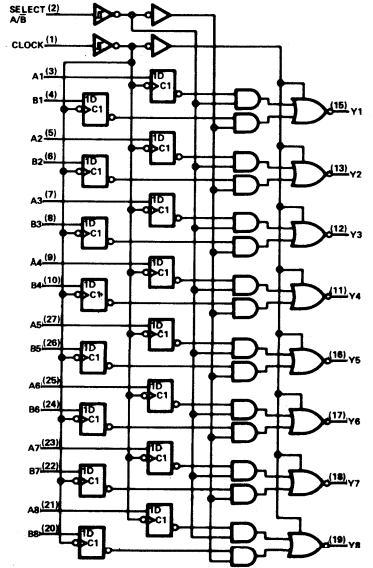 SELECT (2)
A/B
CLOCK (1)
A1 (3) 1D C1
B1 (4) 1D C1 (15) Y1
A2 (5) 1D C1
B2 (6) 1D C1 (13) Y2
A3 (7) 1D C1
B3 (8) 1D C1 (12) Y3
A4 (9) 1D C1
B4 (10) 1D C1 (11) Y4
A5 (27) 1D C1
B5 (26) 1D C1 (16) Y5
A6 (25) 1D C1
B6 (24) 1D C1 (17) Y6
A7 (23) 1D C1
B7 (22) 1D C1 (18) Y7
A8 (21) 1D C1
B8 (20) 1D C1 (19) Y8